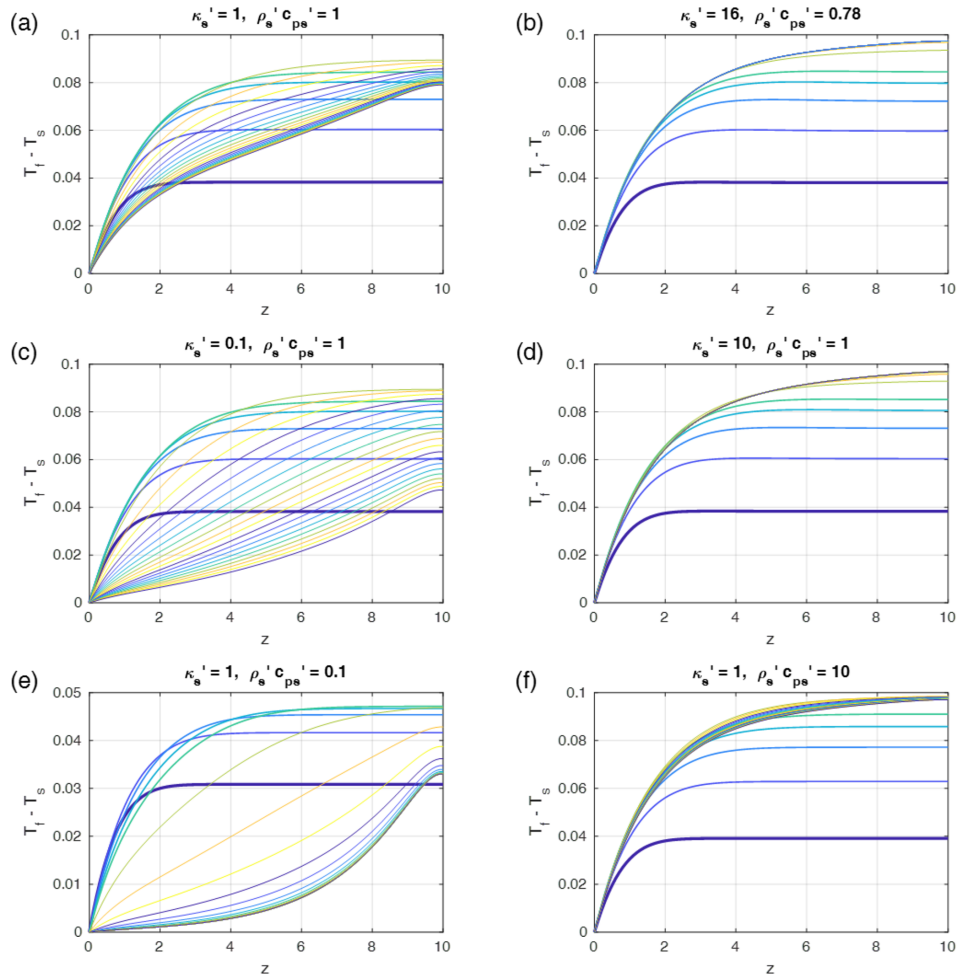 (a)
κs' = 1, ρs' cps' = 1
0.1
0.08
0.06
0.04
0.02
0
Tf - Ts
0 2 4 6 8 10
z
(b)
κs' = 16, ρs' cps' = 0.78
0.1
0.08
0.06
0.04
0.02
0
Tf - Ts
0 2 4 6 8 10
z
(c)
κs' = 0.1, ρs' cps' = 1
0.1
0.08
0.06
0.04
0.02
0
Tf - Ts
0 2 4 6 8 10
z
(d)
κs' = 10, ρs' cps' = 1
0.1
0.08
0.06
0.04
0.02
0
Tf - Ts
0 2 4 6 8 10
z
(e)
κs' = 1, ρs' cps' = 0.1
0.05
0.04
0.03
0.02
0.01
0
Tf - Ts
0 2 4 6 8 10
z
(f)
κs' = 1, ρs' cps' = 10
0.1
0.08
0.06
0.04
0.02
0
Tf - Ts
0 2 4 6 8 10
z